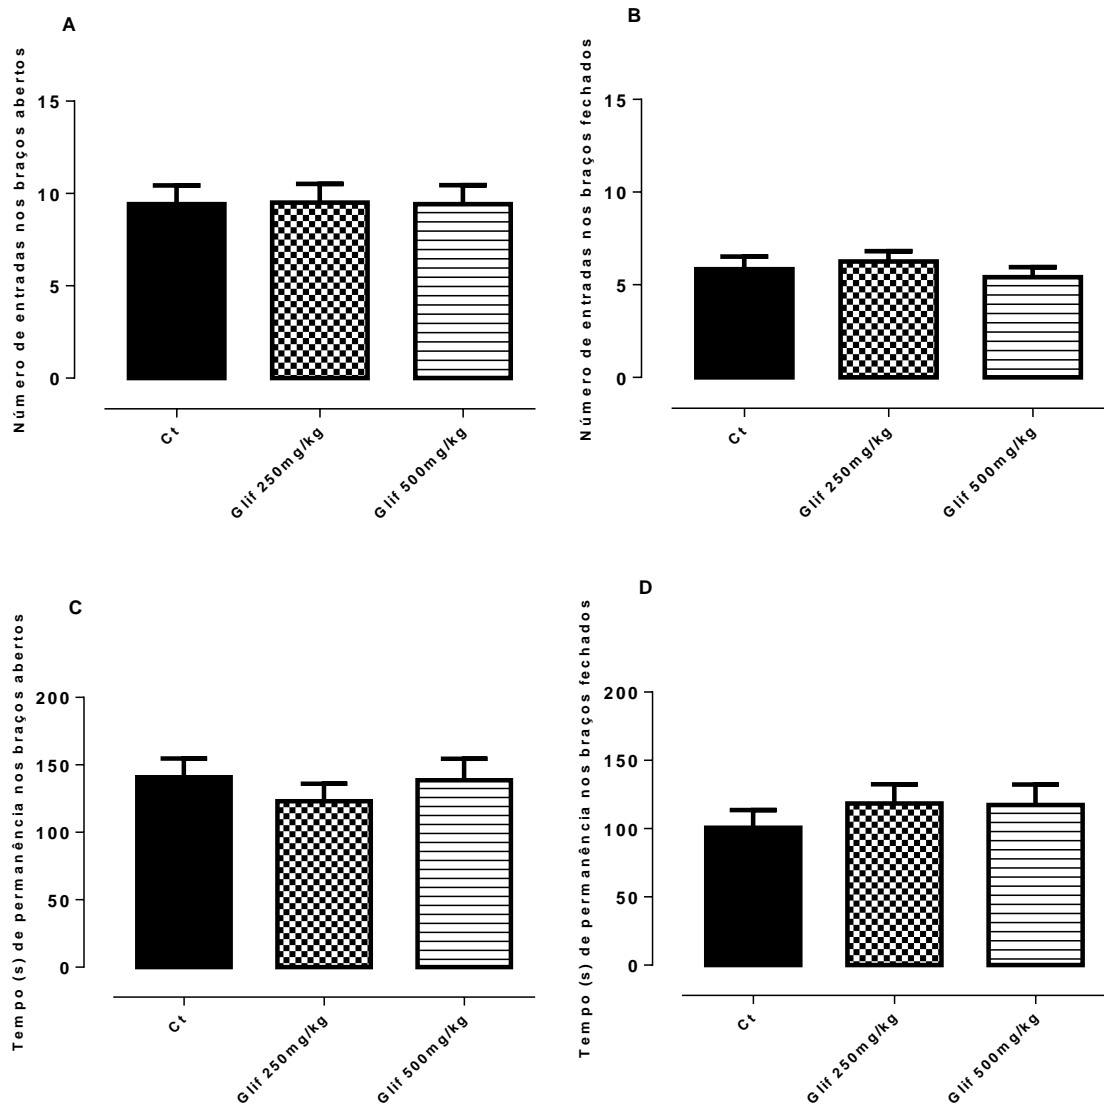 A
Número de entradas nos braços abertos
15
10
5
0
Ct
Glif 250mg/kg
Glif 500mg/kg
B
Número de entradas nos braços fechados
15
10
5
0
Ct
Glif 250mg/kg
Glif 500mg/kg
C
Tempo (s) de permanência nos braços abertos
200
150
100
50
0
Ct
Glif 250mg/kg
Glif 500mg/kg
D
Tempo (s) de permanência nos braços fechados
200
150
100
50
0
Ct
Glif 250mg/kg
Glif 500mg/kg